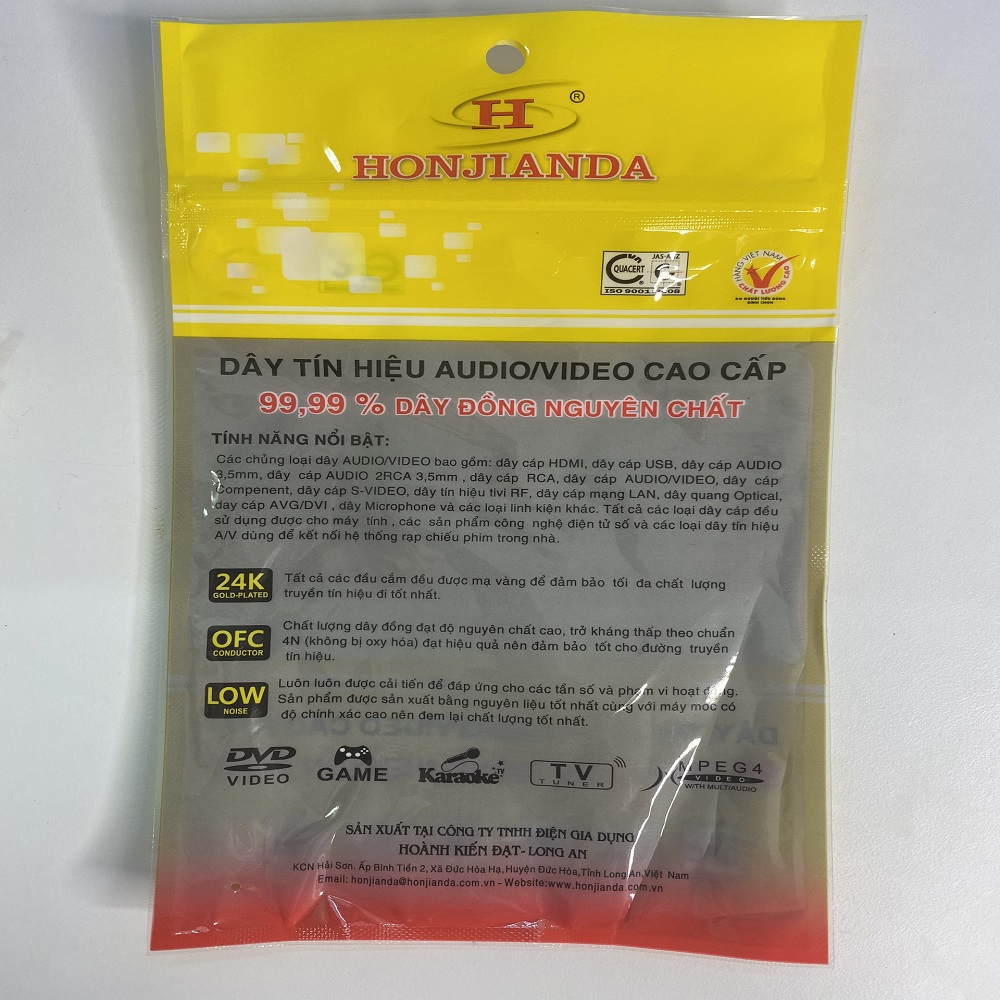 H ®
HONJIANDA
QUACERT
ISO 9001
HÀNG VIỆT NAM
CHẤT LƯỢNG CAO
DO NGƯỜI TIÊU DÙNG
BÌNH CHỌN
DÂY TÍN HIỆU AUDIO/VIDEO CAO CẤP
99,99 % DÂY ĐỒNG NGUYÊN CHẤT
TÍNH NĂNG NỔI BẬT:
Các chủng loại dây AUDIO/VIDEO bao gồm: dây cáp HDMI, dây cáp USB, dây cáp AUDIO
3,5mm, dây cáp AUDIO 2RCA 3,5mm , dây cáp RCA, dây cáp AUDIO/VIDEO, dây cáp
Compenent, dây cáp S-VIDEO, dây tín hiệu tivi RF, dây cáp mạng LAN, dây quang Optical,
day cáp AVG/DVI , dây Microphone và các loại linh kiện khác. Tất cả các loại dây cáp đều
sử dụng được cho máy tính , các sản phẩm công nghệ điện tử số và các loại dây tín hiệu
A/V dùng để kết nối hệ thống rạp chiếu phim trong nhà.
24K
GOLD-PLATED
Tất cả các đầu cắm đều được mạ vàng để đảm bảo tối đa chất lượng
truyền tín hiệu đi tốt nhất.
OFC
CONDUCTOR
Chất lượng dây đồng đạt độ nguyên chất cao, trở kháng thấp theo chuẩn
4N (không bị oxy hóa) đạt hiệu quả nên đảm bảo tốt cho đường truyền
tín hiệu.
LOW
NOISE
Luôn luôn được cải tiến để đáp ứng cho các tần số và phạm vi hoạt động.
Sản phẩm được sản xuất bằng nguyên liệu tốt nhất cùng với máy móc có
độ chính xác cao nên đem lại chất lượng tốt nhất.
DVD
VIDEO
GAME
Karaoke TV
TV
TUNER
MPEG4
VIDEO
WITH MULTI/AUDIO
SẢN XUẤT TẠI CÔNG TY TNHH ĐIỆN GIA DỤNG
HOÀNH KIẾN ĐẠT- LONG AN
KCN Hải Sơn. Ấp Bình Tiền 2, Xã Đức Hòa Hạ, Huyện Đức Hòa, Tỉnh Long An, Việt Nam
Email: honjianda@honjianda.com.vn - Website:www.honjianda.com.vn